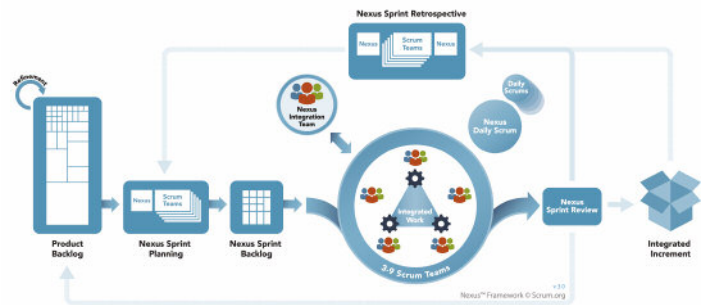 Nexus Sprint Retrospective
Nexus
Scrum
Teams
Nexus
Refinement
Nexus
Integration
Team
Daily
Scrums
Nexus
Daily Scrum
Nexus
Scrum
Teams
Integrated
Work
Nexus
Sprint Review
Product
Backlog
Nexus Sprint
Planning
Nexus Sprint
Backlog
3-9 Scrum Teams
Integrated
Increment
v3.0
Nexus™ Framework © Scrum.org